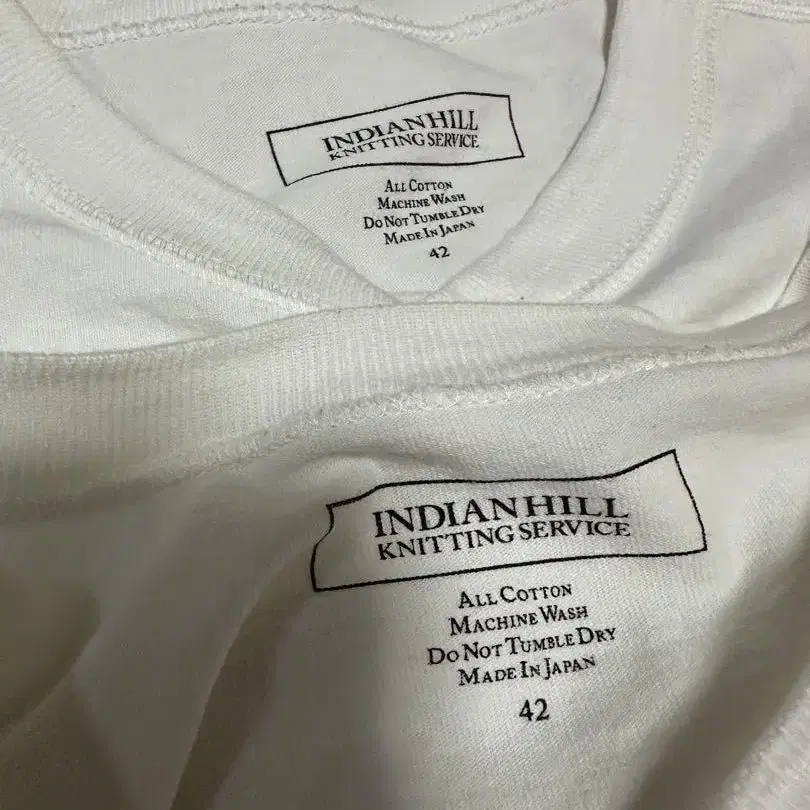 INDIANHILL
KNITTING SERVICE
ALL COTTON
MACHINE WASH
DO NOT TUMBLE DRY
MADE IN JAPAN
42
INDIANHILL
KNITTING SERVICE
ALL COTTON
MACHINE WASH
DO NOT TUMBLE DRY
MADE IN JAPAN
42